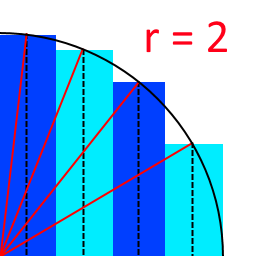 r = 2